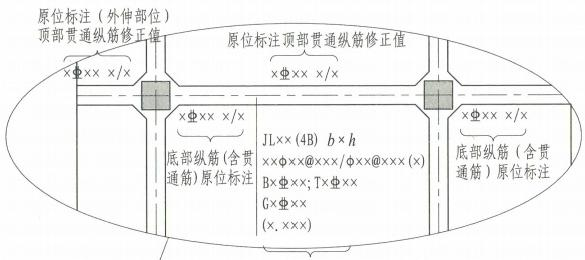 原位标注（外伸部位）
顶部贯通纵筋修正值
×⌽×× ×/×
原位标注顶部贯通纵筋修正值
×⌽×× ×/×
×⌽×× ×/×
底部纵筋(含贯
通筋)原位标注
JL××(4B) b×h
××ϕ××@×××/ϕ××@×××(×)
B×⌽××; T×⌽××
G×⌽××
(×.×××)
×⌽×× ×/×
底部纵筋(含贯
通筋)原位标注